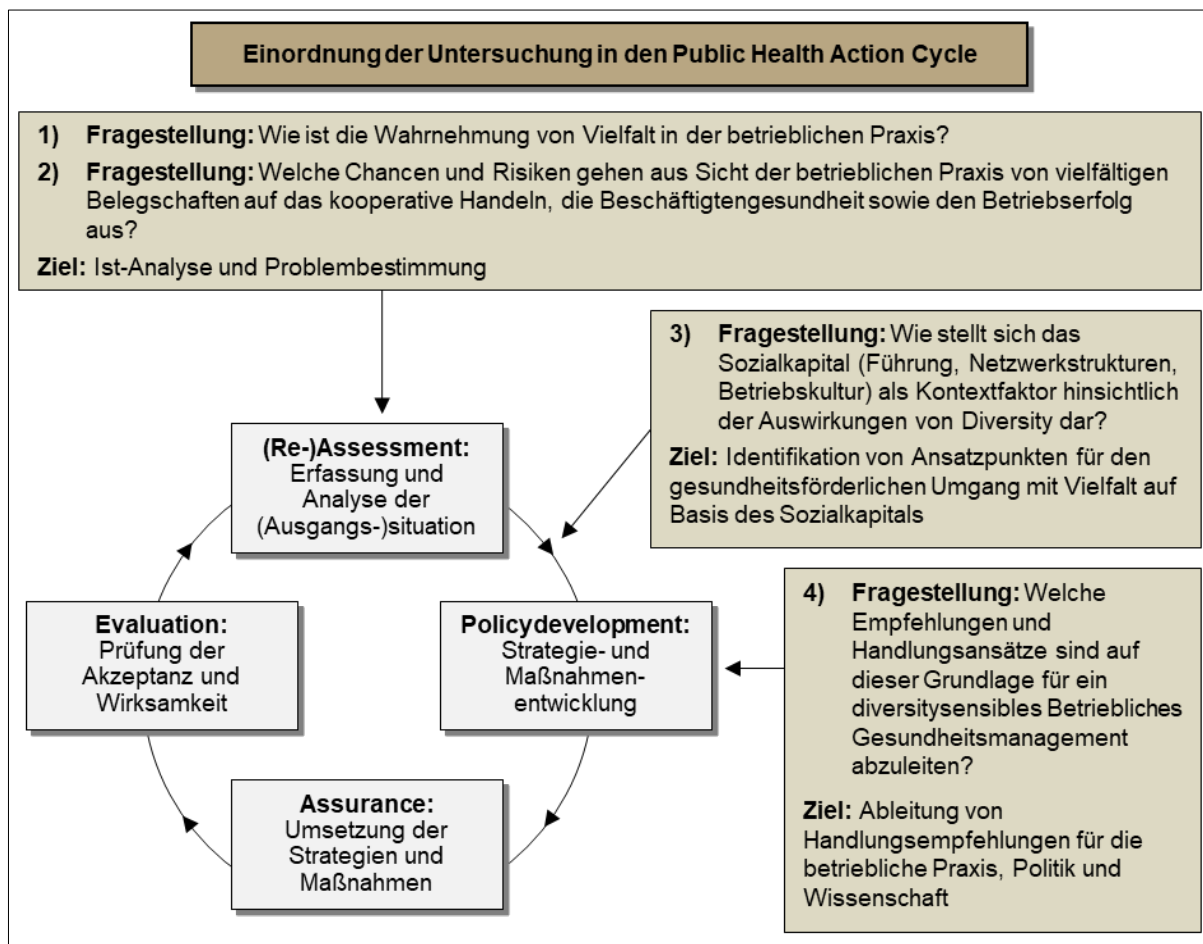 Einordnung der Untersuchung in den Public Health Action Cycle
1) Fragestellung: Wie ist die Wahrnehmung von Vielfalt in der betrieblichen Praxis?
2) Fragestellung: Welche Chancen und Risiken gehen aus Sicht der betrieblichen Praxis von vielfältigen
Belegschaften auf das kooperative Handeln, die Beschäftigtengesundheit sowie den Betriebserfolg
aus?
Ziel: Ist-Analyse und Problembestimmung
3) Fragestellung: Wie stellt sich das
Sozialkapital (Führung, Netzwerkstrukturen,
Betriebskultur) als Kontextfaktor hinsichtlich
der Auswirkungen von Diversity dar?
Ziel: Identifikation von Ansatzpunkten für den
gesundheitsförderlichen Umgang mit Vielfalt auf
Basis des Sozialkapitals
(Re-)Assessment:
Erfassung und
Analyse der
(Ausgangs-)situation
Evaluation:
Prüfung der
Akzeptanz und
Wirksamkeit
Policydevelopment:
Strategie- und
Maßnahmen-
entwicklung
4) Fragestellung: Welche
Empfehlungen und
Handlungsansätze sind auf
dieser Grundlage für ein
diversitysensibles Betriebliches
Gesundheitsmanagement
abzuleiten?
Ziel: Ableitung von
Handlungsempfehlungen für die
betriebliche Praxis, Politik und
Wissenschaft
Assurance:
Umsetzung der
Strategien und
Maßnahmen